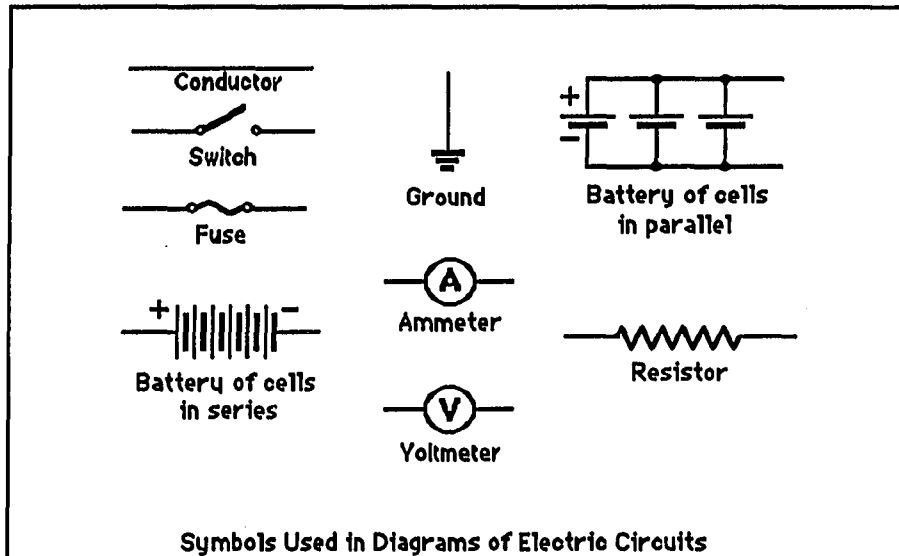 Conductor
Switch
Fuse
+ −
Battery of cells
in series
Ground
A
Ammeter
V
Voltmeter
+
−
Battery of cells
in parallel
Resistor
Symbols Used in Diagrams of Electric Circuits